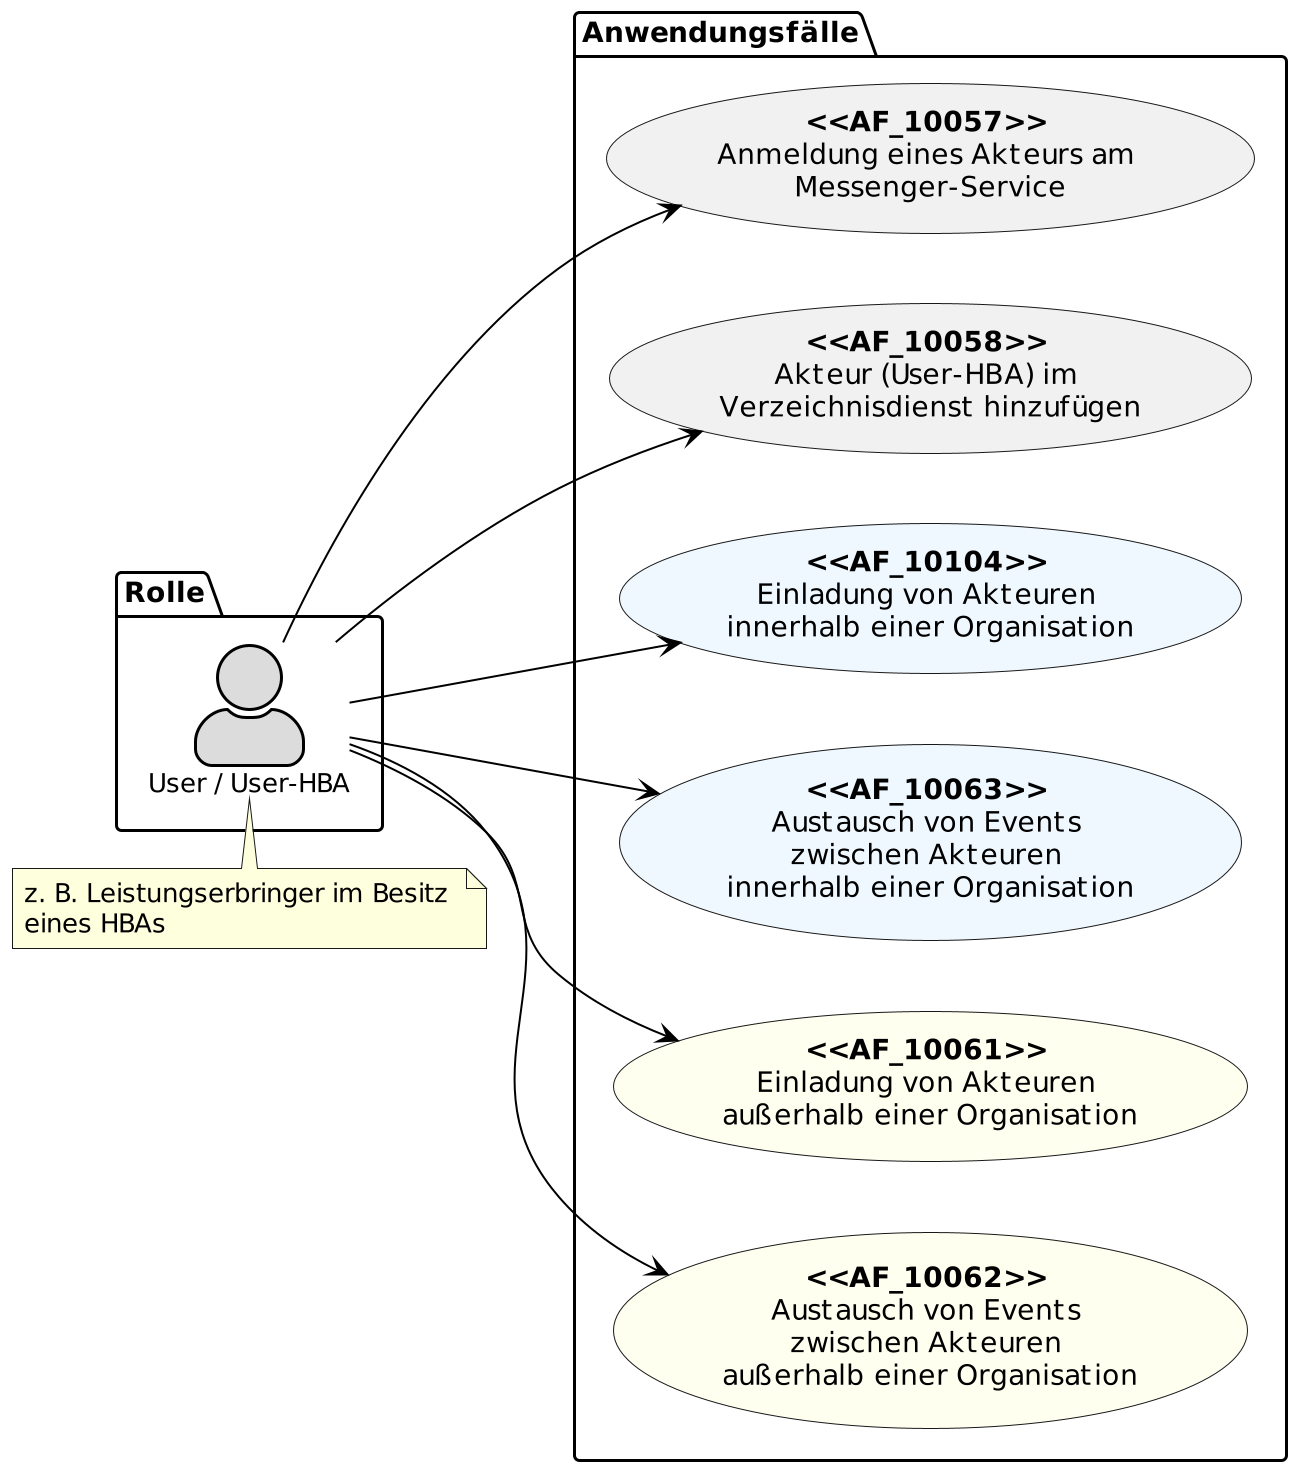 Anwendungsfälle
<<AF_10057>>
Anmeldung eines Akteurs am
Messenger-Service
<<AF_10058>>
Akteur (User-HBA) im
Verzeichnisdienst hinzufügen
<<AF_10104>>
Einladung von Akteuren
innerhalb einer Organisation
Rolle
User / User-HBA
<<AF_10063>>
Austausch von Events
zwischen Akteuren
innerhalb einer Organisation
z. B. Leistungserbringer im Besitz
eines HBAs
<<AF_10061>>
Einladung von Akteuren
außerhalb einer Organisation
<<AF_10062>>
Austausch von Events
zwischen Akteuren
außerhalb einer Organisation